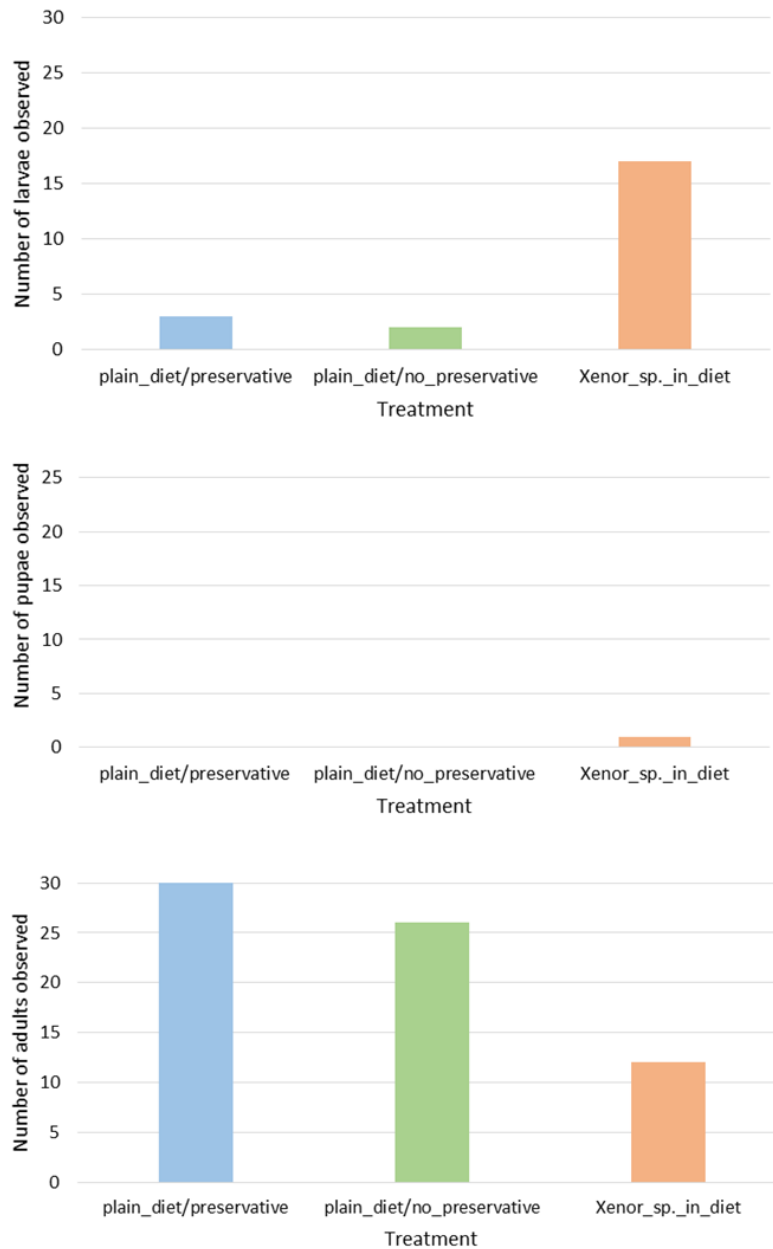 Number of larvae observed
30
25
20
15
10
5
0
plain_diet/preservative plain_diet/no_preservative Xenor_sp._in_diet
Treatment
Number of pupae observed
25
20
15
10
5
0
plain_diet/preservative plain_diet/no_preservative Xenor_sp._in_diet
Treatment
Number of adults observed
30
25
20
15
10
5
0
plain_diet/preservative plain_diet/no_preservative Xenor_sp._in_diet
Treatment